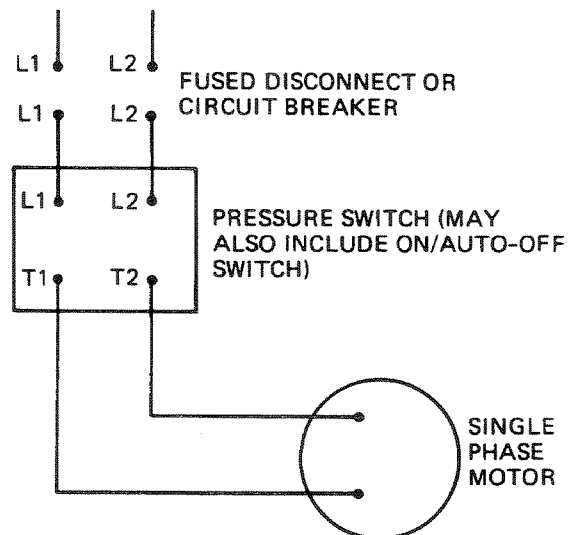 L1 L2
FUSED DISCONNECT OR
L1 L2 CIRCUIT BREAKER
L1 L2
PRESSURE SWITCH (MAY
ALSO INCLUDE ON/AUTO-OFF
SWITCH)
T1 T2
SINGLE
PHASE
MOTOR